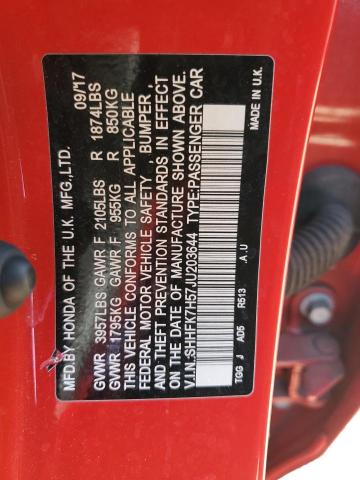 MFD.BY HONDA OF THE U.K. MFG.,LTD. 09/17
GVWR 3957LBS GAWR F 2105LBS R 1874LBS
GVWR 1795KG GAWR F 955KG R 850KG
THIS VEHICLE CONFORMS TO ALL APPLICABLE
FEDERAL MOTOR VEHICLE SAFETY , BUMPER ,
AND THEFT PREVENTION STANDARDS IN EFFECT
ON THE DATE OF MANUFACTURE SHOWN ABOVE.
V.I.N.:SHHFK7H57JU203644 TYPE:PASSENGER CAR
.A,U
TGG J AD5 R513 MADE IN U.K.